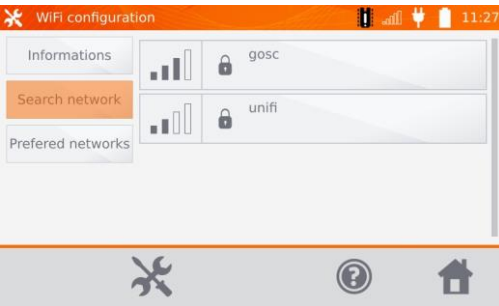 WiFi configuration
11:27
Informations
gosc
Search network
unifi
Prefered networks